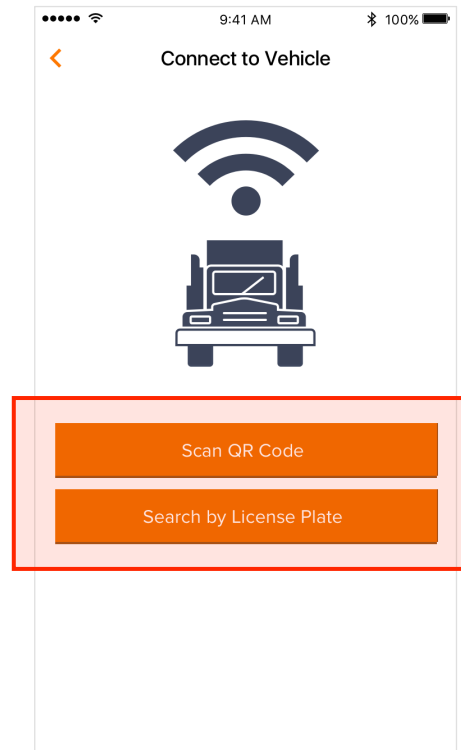 9:41 AM
100%
Connect to Vehicle
Scan QR Code
Search by License Plate